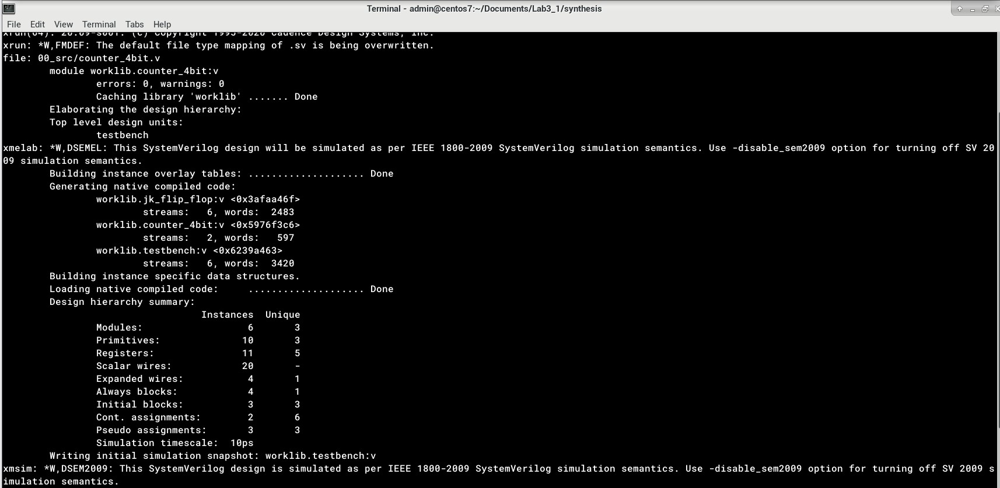 Terminal - admin@centos7:~/Documents/Lab3_1/synthesis
File Edit View Terminal Tabs Help
xrun(64): 20.09-s001: (c) Copyright 1995-2020 Cadence Design Systems, Inc.
xrun: *W,FMDEF: The default file type mapping of .sv is being overwritten.
file: 00_src/counter_4bit.v
module worklib.counter_4bit:v
errors: 0, warnings: 0
Caching library 'worklib' ....... Done
Elaborating the design hierarchy:
Top level design units:
testbench
xmelab: *W,DSEMEL: This SystemVerilog design will be simulated as per IEEE 1800-2009 SystemVerilog simulation semantics. Use -disable_sem2009 option for turning off SV 20
09 simulation semantics.
Building instance overlay tables: .................... Done
Generating native compiled code:
worklib.jk_flip_flop:v <0x3afaa46f>
streams:   6, words:  2483
worklib.counter_4bit:v <0x5976f3c6>
streams:   2, words:   597
worklib.testbench:v <0x6239a463>
streams:   6, words:  3420
Building instance specific data structures.
Loading native compiled code:     .................... Done
Design hierarchy summary:
Instances  Unique
Modules:                  6       3
Primitives:              10       3
Registers:               11       5
Scalar wires:            20       -
Expanded wires:           4       1
Always blocks:            4       1
Initial blocks:           3       3
Cont. assignments:        2       6
Pseudo assignments:       3       3
Simulation timescale:  10ps
Writing initial simulation snapshot: worklib.testbench:v
xmsim: *W,DSEM2009: This SystemVerilog design is simulated as per IEEE 1800-2009 SystemVerilog simulation semantics. Use -disable_sem2009 option for turning off SV 2009 s
imulation semantics.